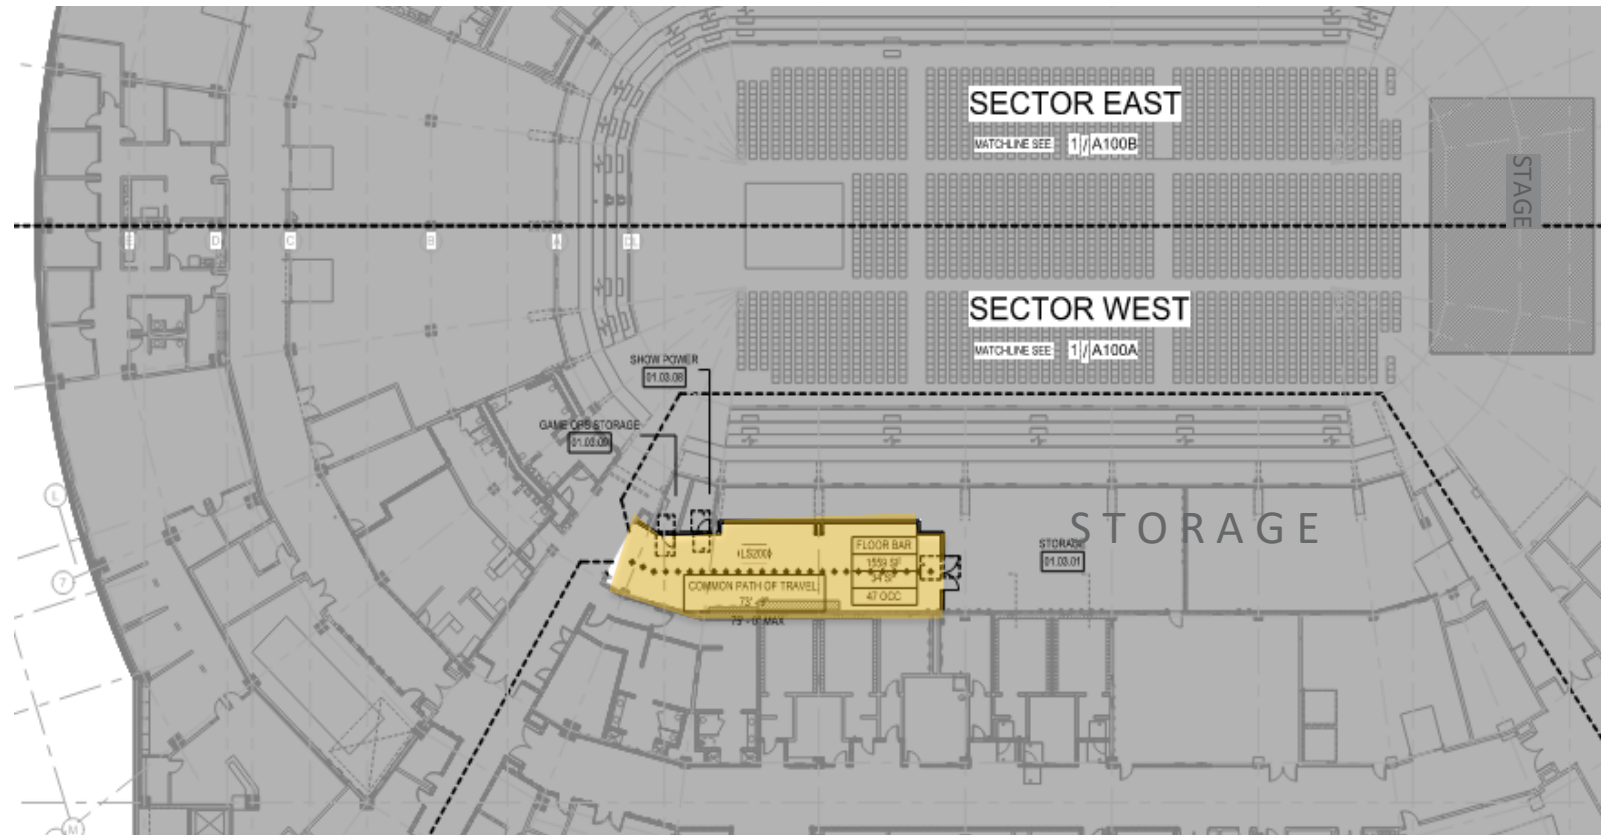 SECTOR EAST
MATCHLINE SEE: 1 / A100B
STAGE
E D C B A
SECTOR WEST
MATCHLINE SEE: 1 / A100A
SHOW POWER
01.03.08
GAME OPS STORAGE
01.03.09
L
7
M
LS200
FLOOR BAR
1559 SF
34 SF
47 OCC
COMMON PATH OF TRAVEL
75' - 0" MAX
STORAGE
STORAGE
01.03.01